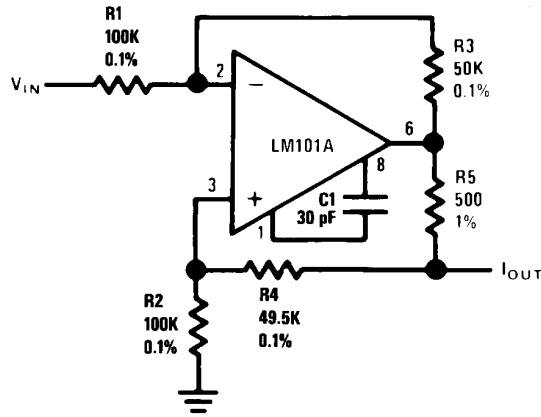 R1
100K
0.1%
VIN
2
−
R3
50K
0.1%
LM101A
6
8
3
+
C1
30 pF
1
R5
500
1%
IOUT
R4
49.5K
0.1%
R2
100K
0.1%